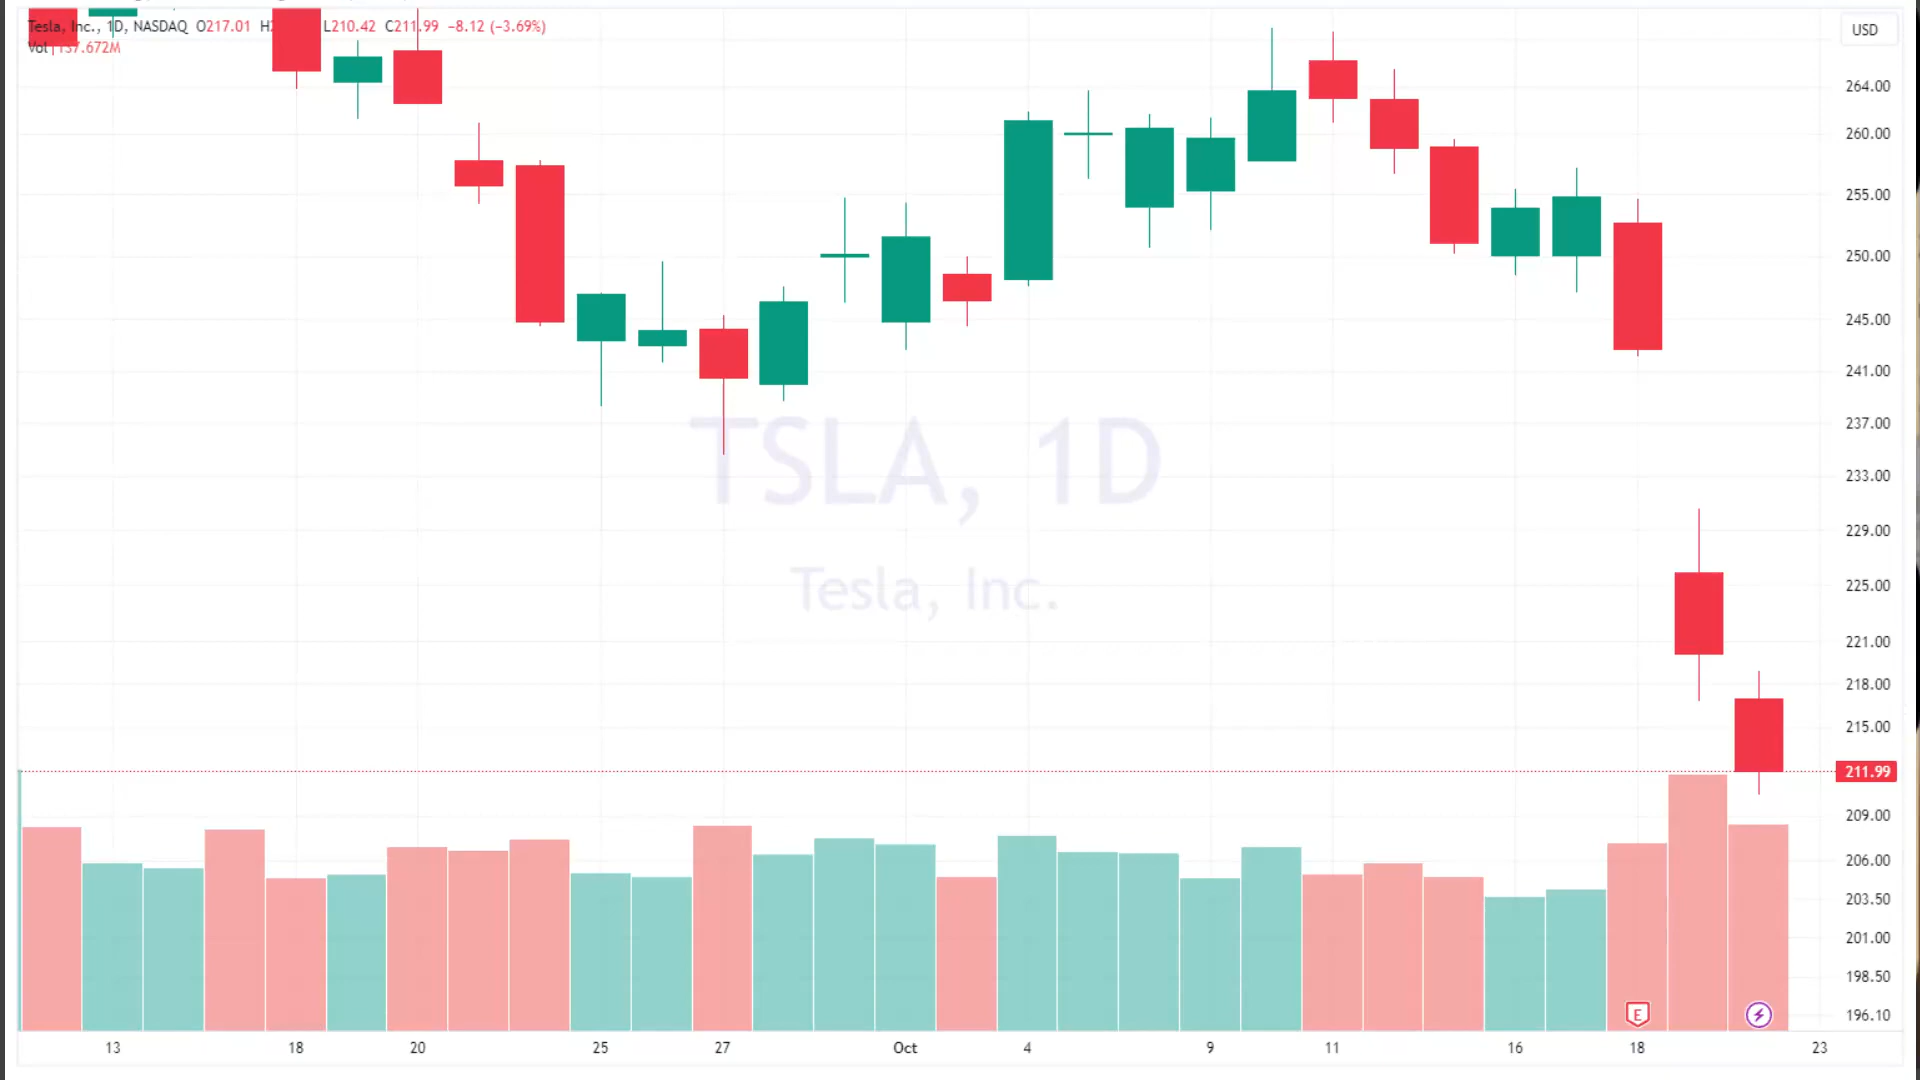 Tesla, Inc., 1D, NASDAQ O217.01 H L210.42 C211.99 −8.12 (−3.69%)
Vol 137.672M
USD
264.00
260.00
255.00
250.00
245.00
241.00
237.00
233.00
229.00
225.00
221.00
218.00
215.00
211.99
209.00
206.00
203.50
201.00
198.50
196.10
TSLA, 1D
Tesla, Inc.
E
13 18 20 25 27 Oct 4 9 11 16 18 23